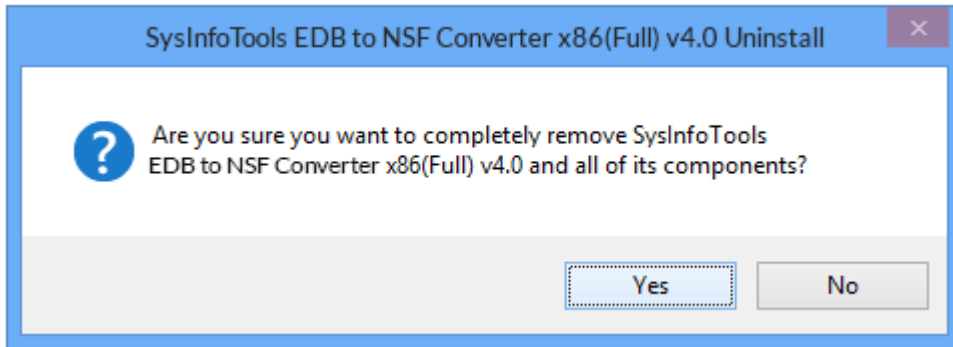 SysInfoTools EDB to NSF Converter x86(Full) v4.0 Uninstall
Are you sure you want to completely remove SysInfoTools
EDB to NSF Converter x86(Full) v4.0 and all of its components?
Yes No